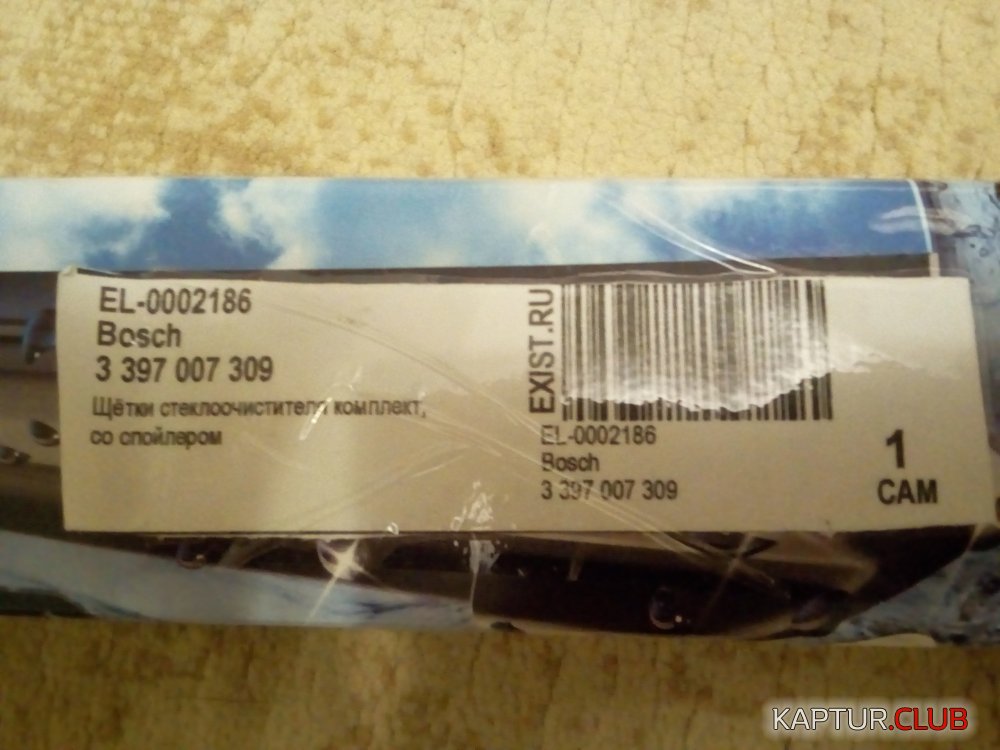 EL-0002186
Bosch
3 397 007 309
Щётки стеклоочистителя комплект,
со спойлером
EXIST.RU
EL-0002186
Bosch
3 397 007 309
1
САМ
KAPTUR.CLUB